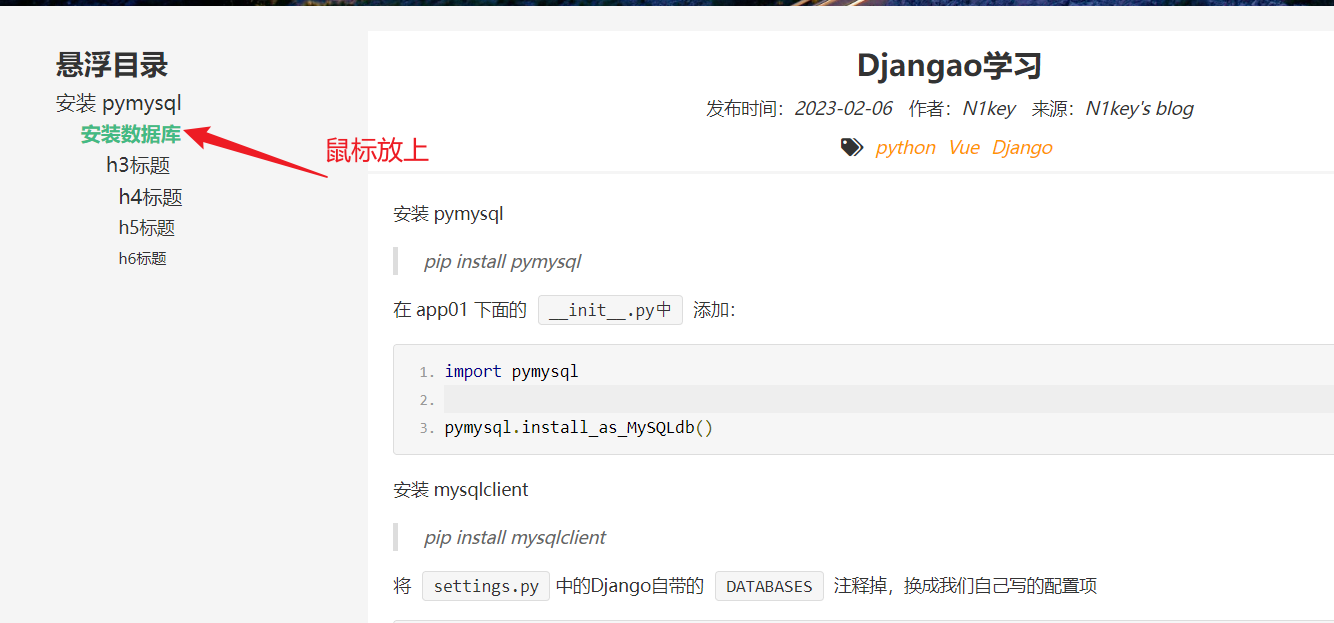 悬浮目录
安装 pymysql
安装数据库
h3标题
h4标题
h5标题
h6标题
鼠标放上
Djangao学习
发布时间：2023-02-06 作者：N1key 来源：N1key's blog
python Vue Django
安装 pymysql
pip install pymysql
在 app01 下面的 __init__.py中 添加：
1. import pymysql
2.
3. pymysql.install_as_MySQLdb()
安装 mysqlclient
pip install mysqlclient
将 settings.py 中的Django自带的 DATABASES 注释掉，换成我们自己写的配置项